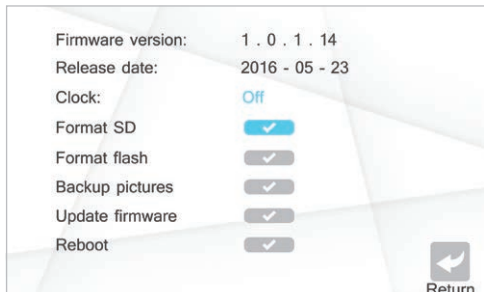 Firmware version: 1 . 0 . 1 . 14
Release date: 2016 - 05 - 23
Clock: Off
Format SD
Format flash
Backup pictures
Update firmware
Reboot
Return